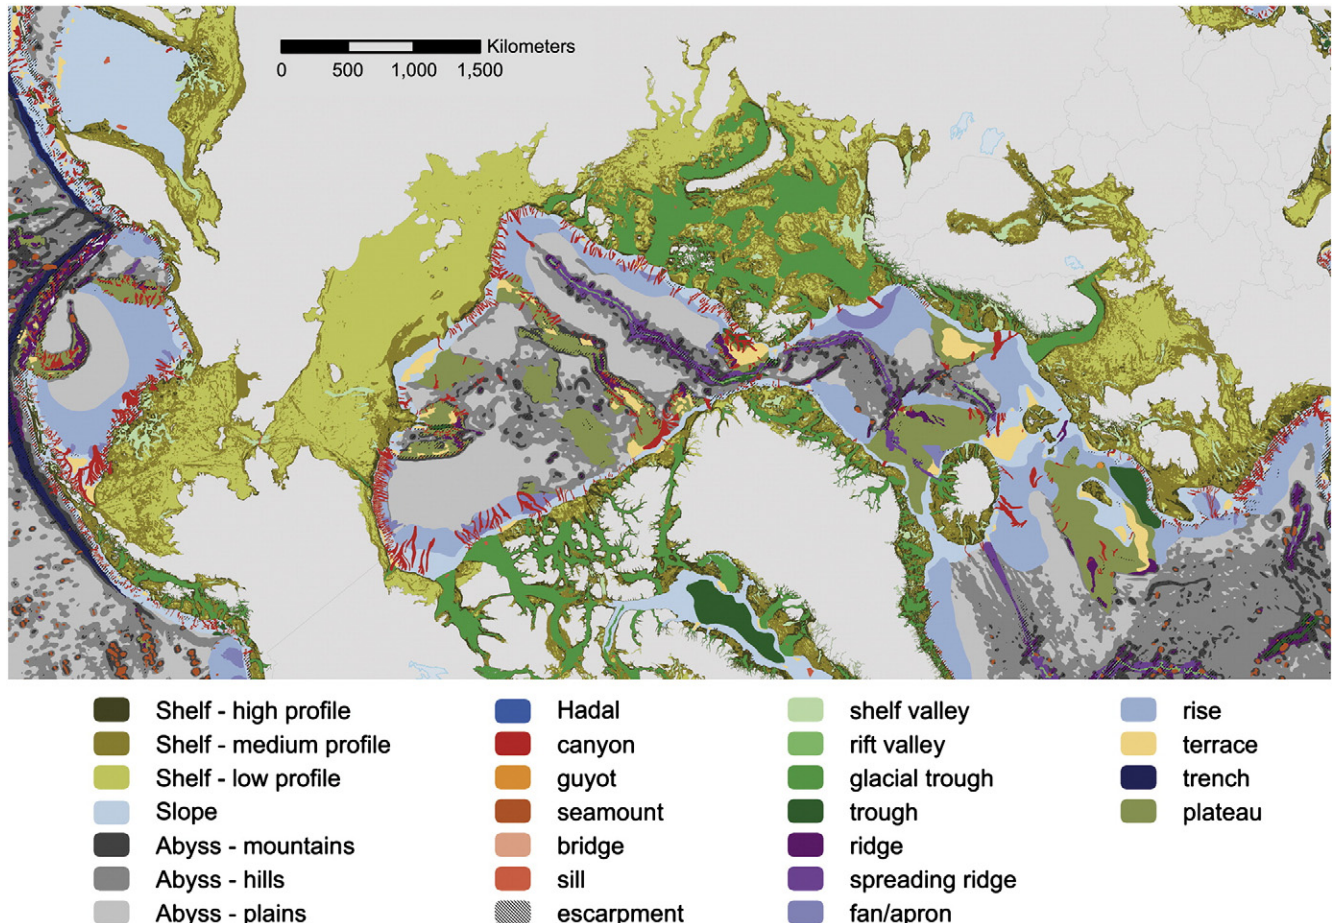 Kilometers
0 500 1,000 1,500
Shelf - high profile
Shelf - medium profile
Shelf - low profile
Slope
Abyss - mountains
Abyss - hills
Abyss - plains
Hadal
canyon
guyot
seamount
bridge
sill
escarpment
shelf valley
rift valley
glacial trough
trough
ridge
spreading ridge
fan/apron
rise
terrace
trench
plateau